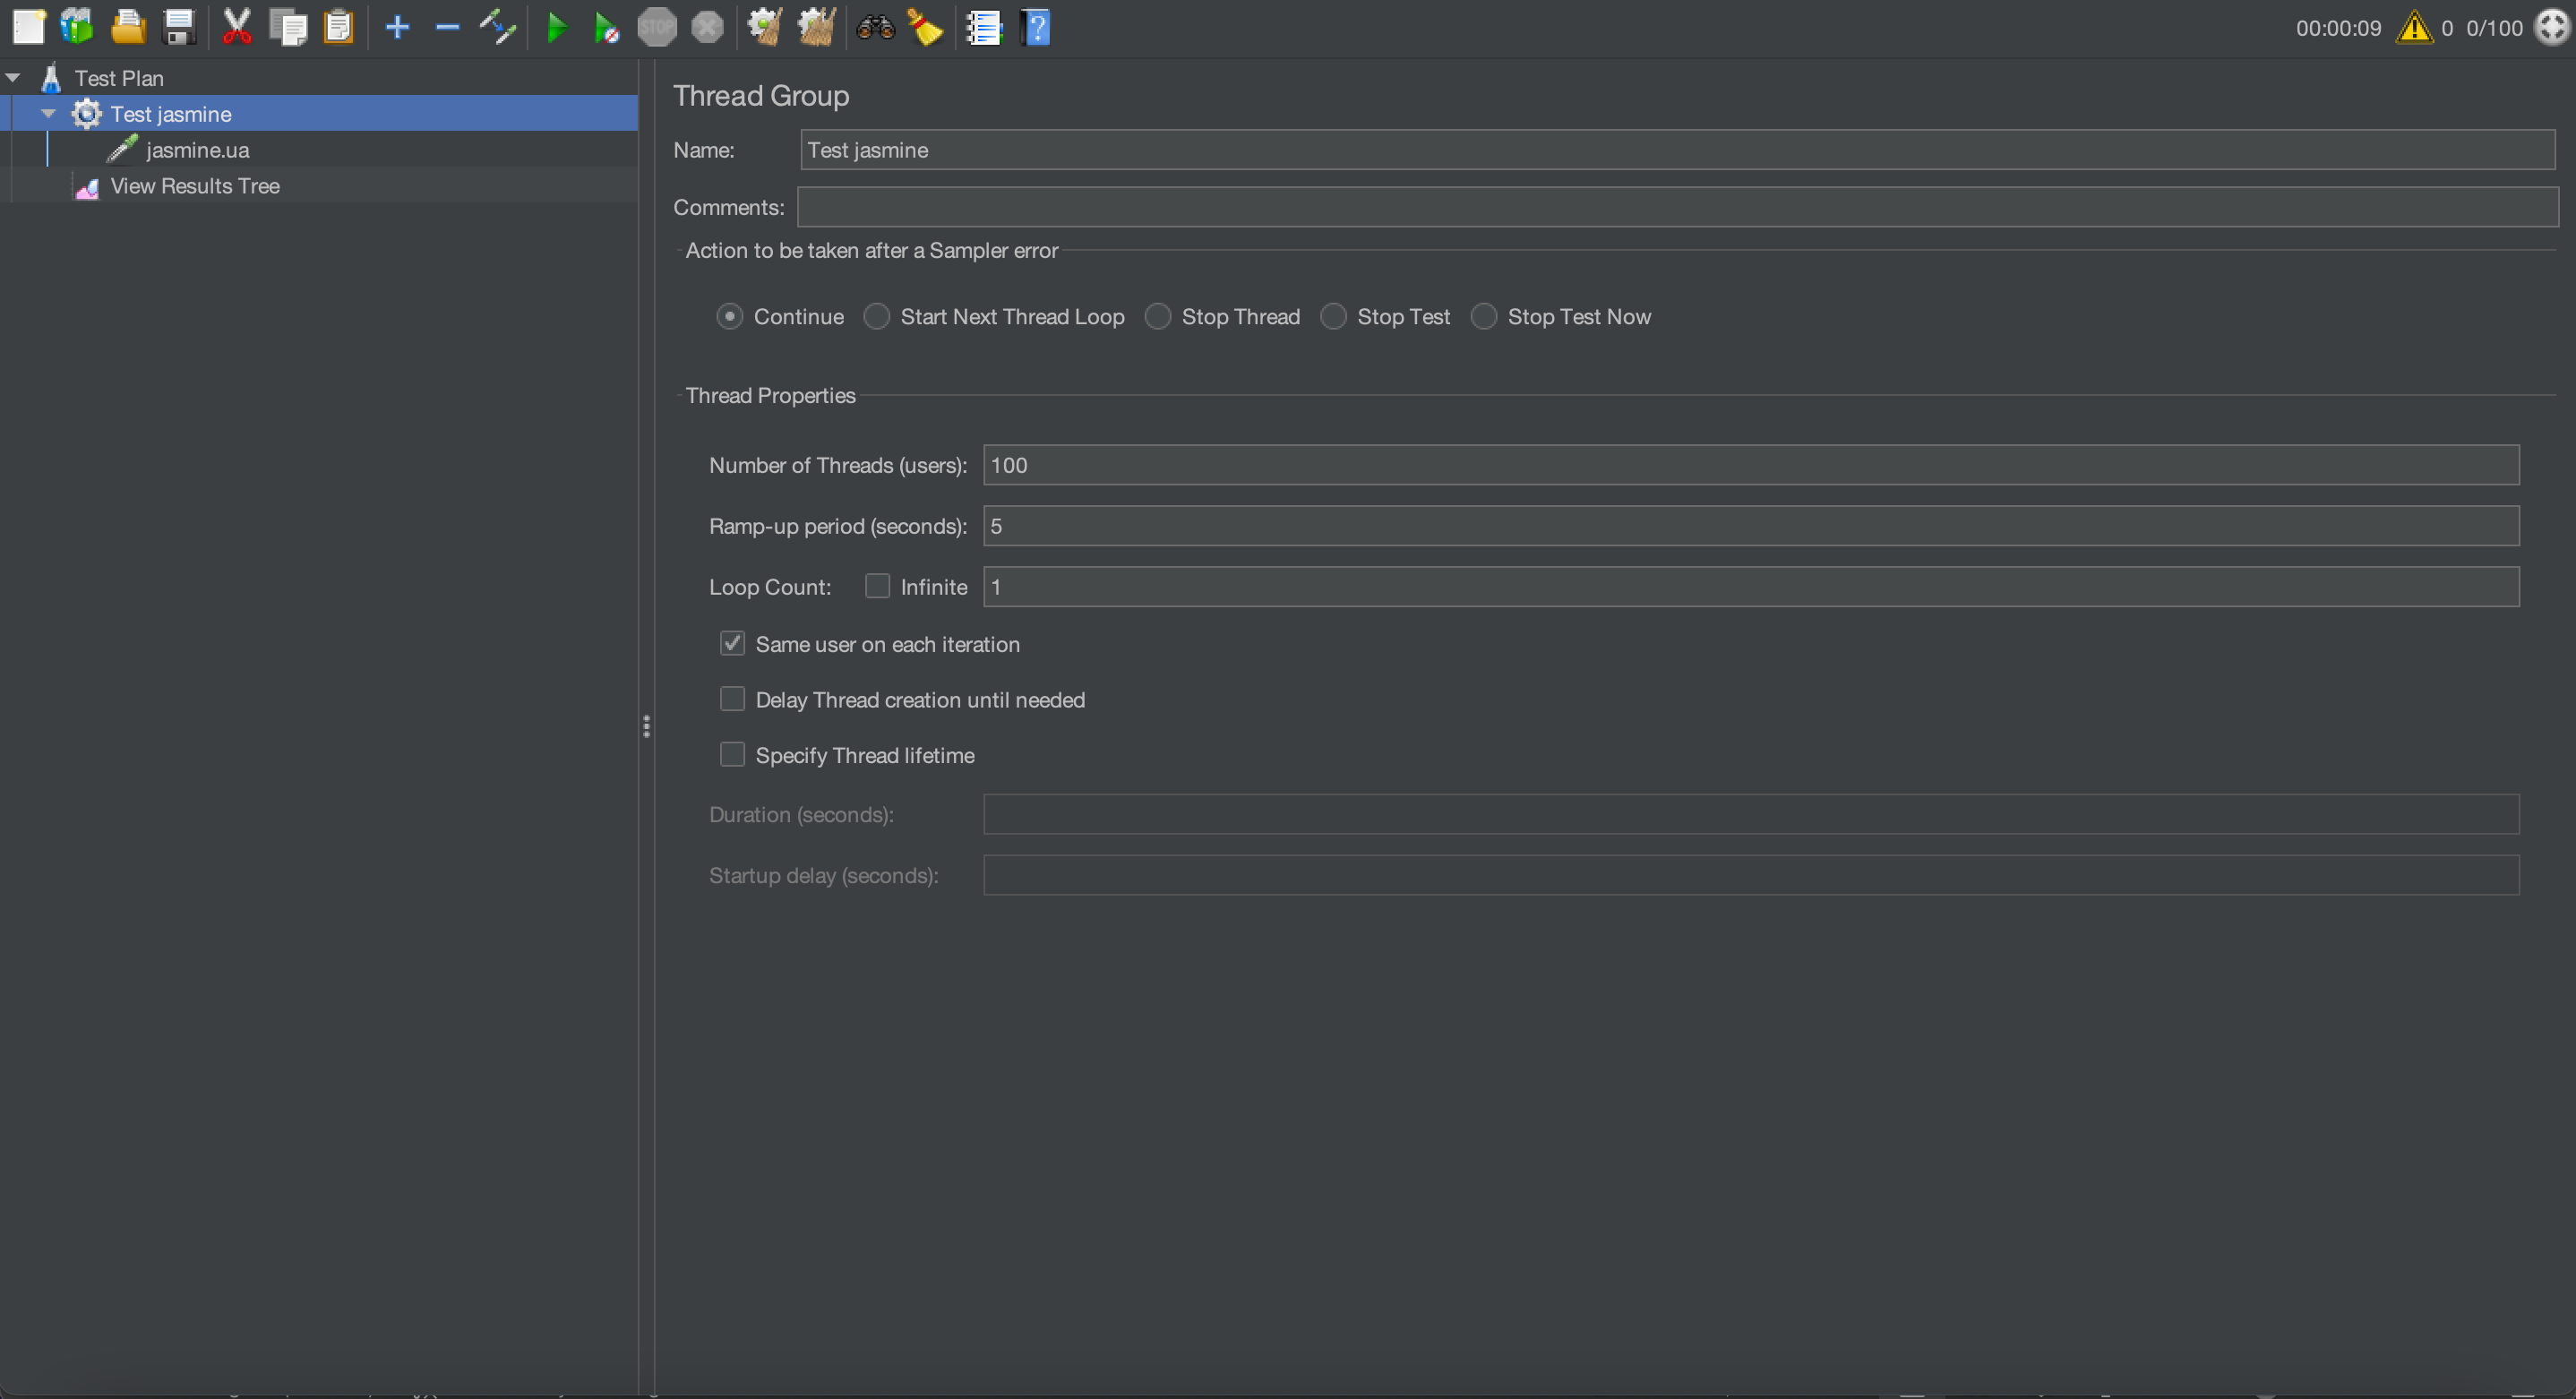 STOP
00:00:09 0 0/100
Test Plan
Test jasmine
jasmine.ua
View Results Tree
Thread Group
Name: Test jasmine
Comments:
Action to be taken after a Sampler error
Continue Start Next Thread Loop Stop Thread Stop Test Stop Test Now
Thread Properties
Number of Threads (users): 100
Ramp-up period (seconds): 5
Loop Count: Infinite 1
Same user on each iteration
Delay Thread creation until needed
Specify Thread lifetime
Duration (seconds):
Startup delay (seconds):